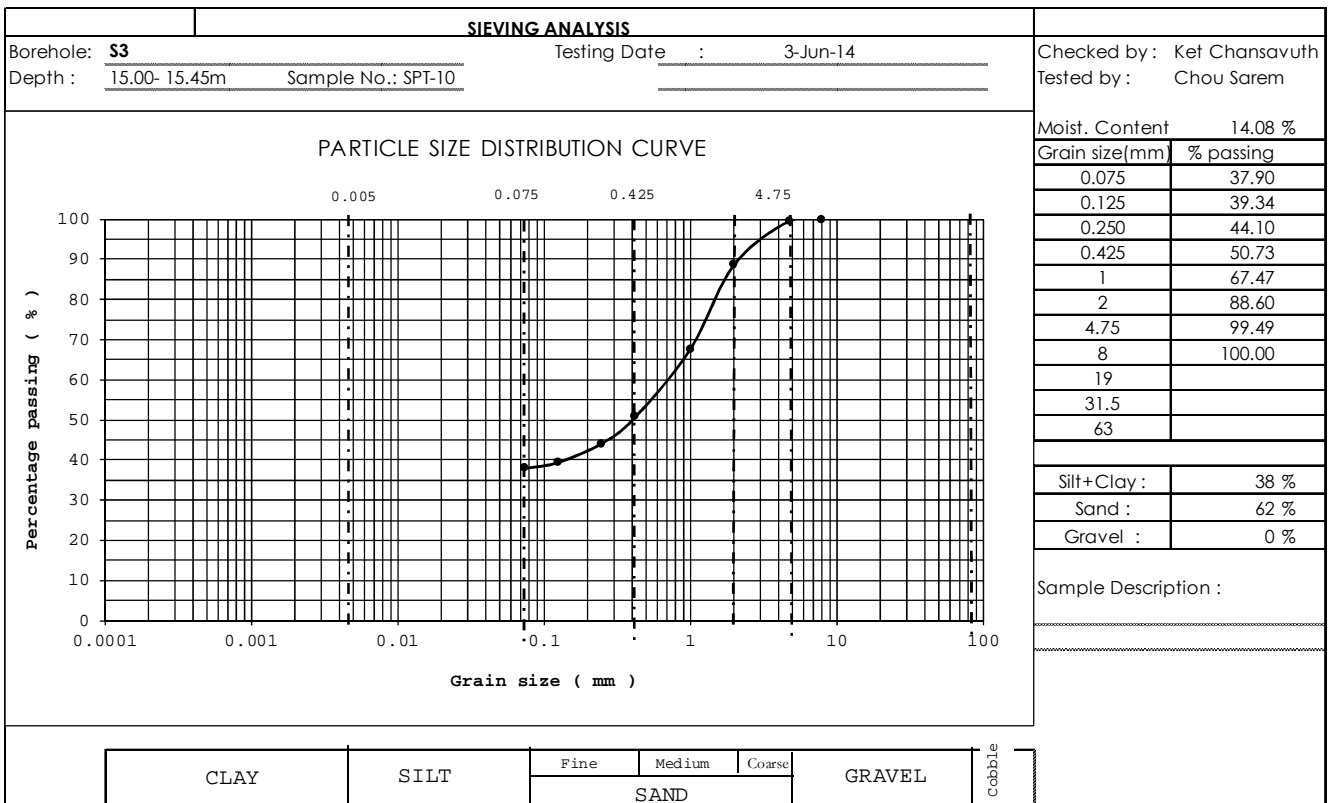 SIEVING ANALYSIS
Borehole: S3 Testing Date : 3-Jun-14
Depth : 15.00- 15.45m Sample No.: SPT-10
Checked by : Ket Chansavuth
Tested by : Chou Sarem
PARTICLE SIZE DISTRIBUTION CURVE
0.005 0.075 0.425 4.75
100
90
80
70
60
50
40
30
20
10
0
Percentage passing ( % )
0.0001 0.001 0.01 0.1 1 10 100
Grain size ( mm )
Moist. Content 14.08 %
Grain size(mm) % passing
0.075 37.90
0.125 39.34
0.250 44.10
0.425 50.73
1 67.47
2 88.60
4.75 99.49
8 100.00
19
31.5
63
Silt+Clay : 38 %
Sand : 62 %
Gravel : 0 %
Sample Description :
CLAY SILT Fine Medium Coarse GRAVEL Cobble
SAND